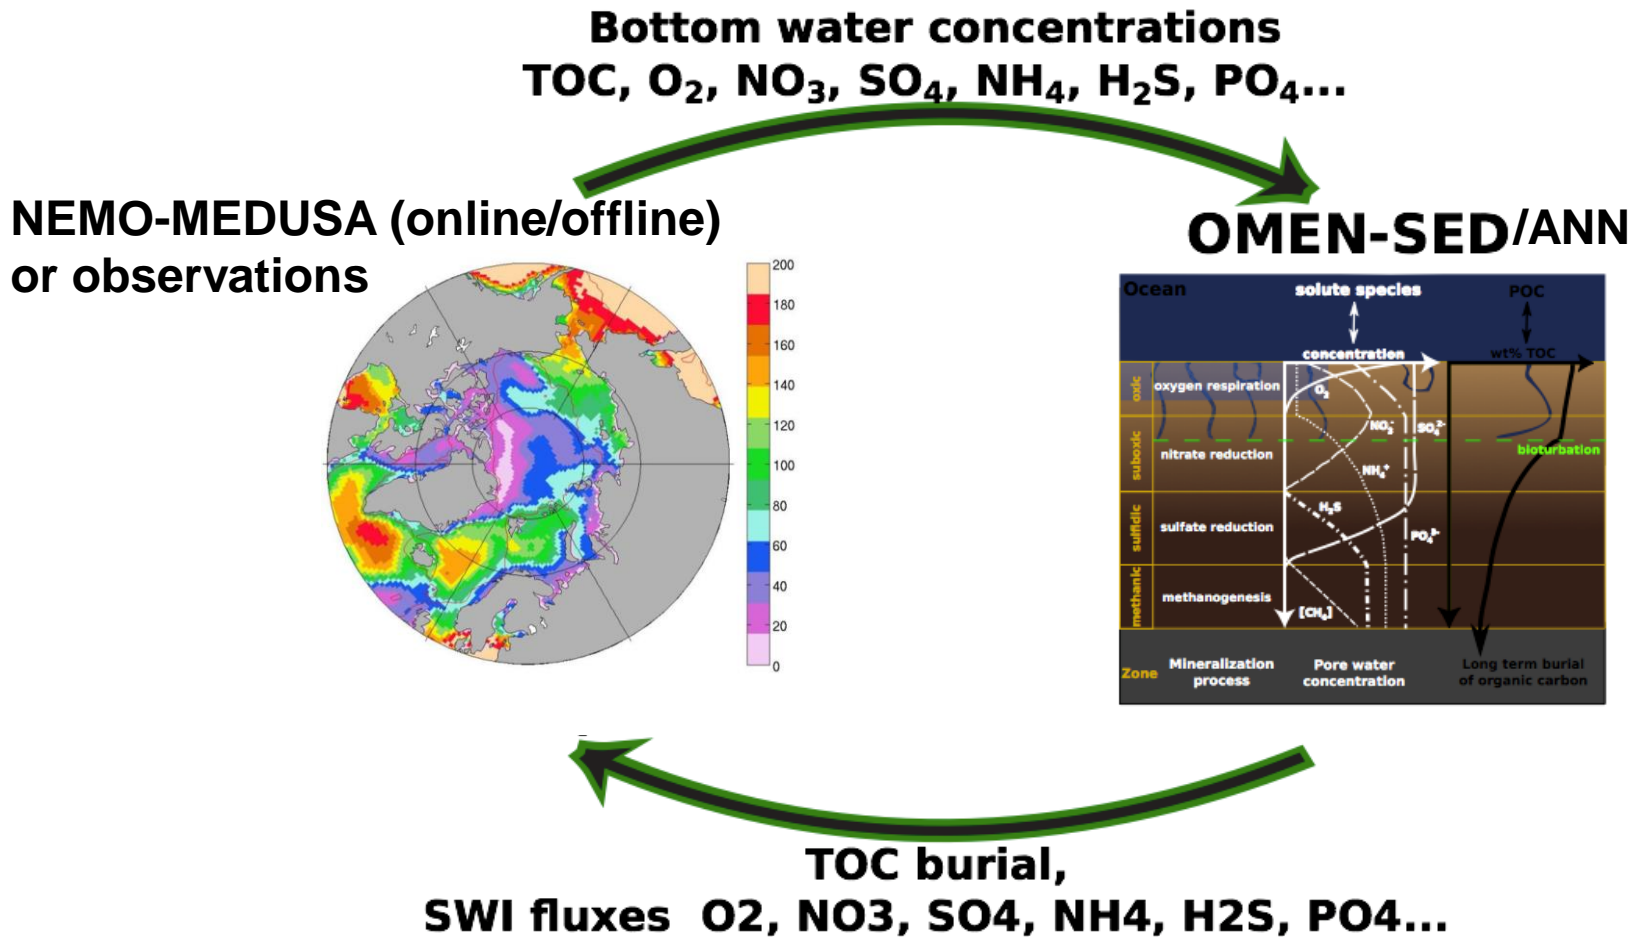 Bottom water concentrations
TOC, O₂, NO₃, SO₄, NH₄, H₂S, PO₄...
NEMO-MEDUSA (online/offline)
or observations
OMEN-SED/ANN
200
180
160
140
120
100
80
60
40
20
0
Ocean
solute species
POC
concentration
wt% TOC
oxic
oxygen respiration
O₂
NO₃⁻
SO₄²⁻
bioturbation
suboxic
nitrate reduction
NH₄⁺
H₂S
sulfidic
sulfate reduction
PO₄³⁻
methanic
methanogenesis
[CH₄]
Zone
Mineralization
process
Pore water
concentration
Long term burial
of organic carbon
TOC burial,
SWI fluxes O2, NO3, SO4, NH4, H2S, PO4...